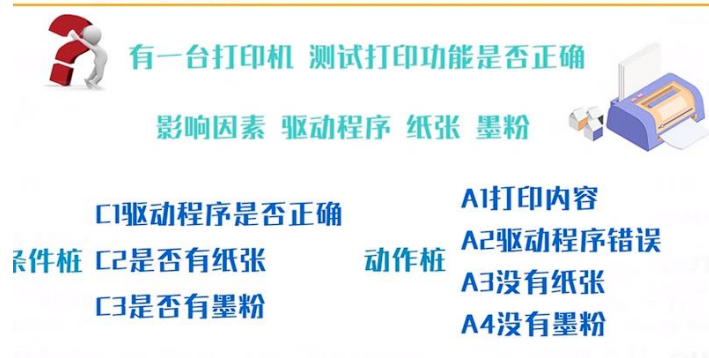 有一台打印机 测试打印功能是否正确
影响因素 驱动程序 纸张 墨粉
条件桩
C1驱动程序是否正确
C2是否有纸张
C3是否有墨粉
动作桩
A1打印内容
A2驱动程序错误
A3没有纸张
A4没有墨粉